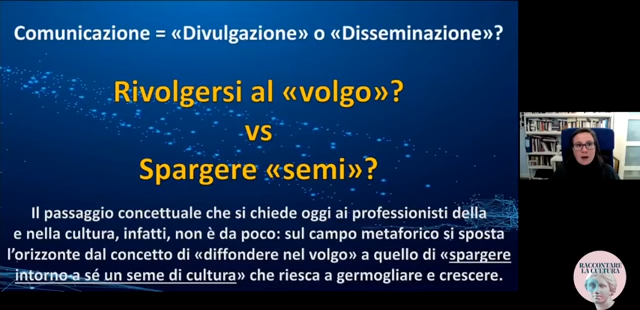 Comunicazione = «Divulgazione» o «Disseminazione»?
Rivolgersi al «volgo»?
vs
Spargere «semi»?
Il passaggio concettuale che si chiede oggi ai professionisti della
e nella cultura, infatti, non è da poco: sul campo metaforico si sposta
l'orizzonte dal concetto di «diffondere nel volgo» a quello di «spargere
intorno a sé un seme di cultura» che riesca a germogliare e crescere.
RACCONTARE
LA CULTURA